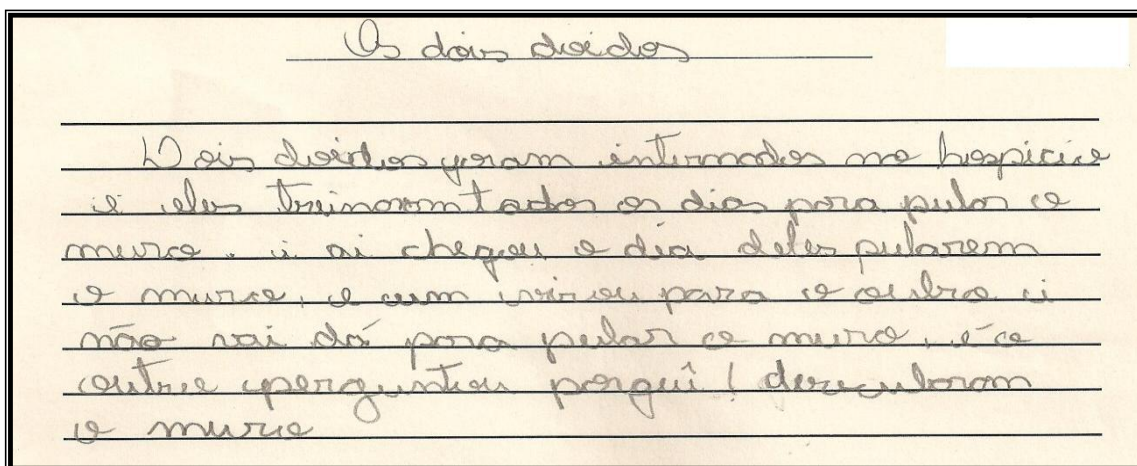 Os dois doidos
Dois doidos foram internados no hospicio
e eles treinaram todos os dias para pular o
muro. e ai chegou o dia deles pularem
o muro, e um virou para o outro e
não vai dá para pular o muro, e o
outro perguntou porquê! derrubaram
o muro